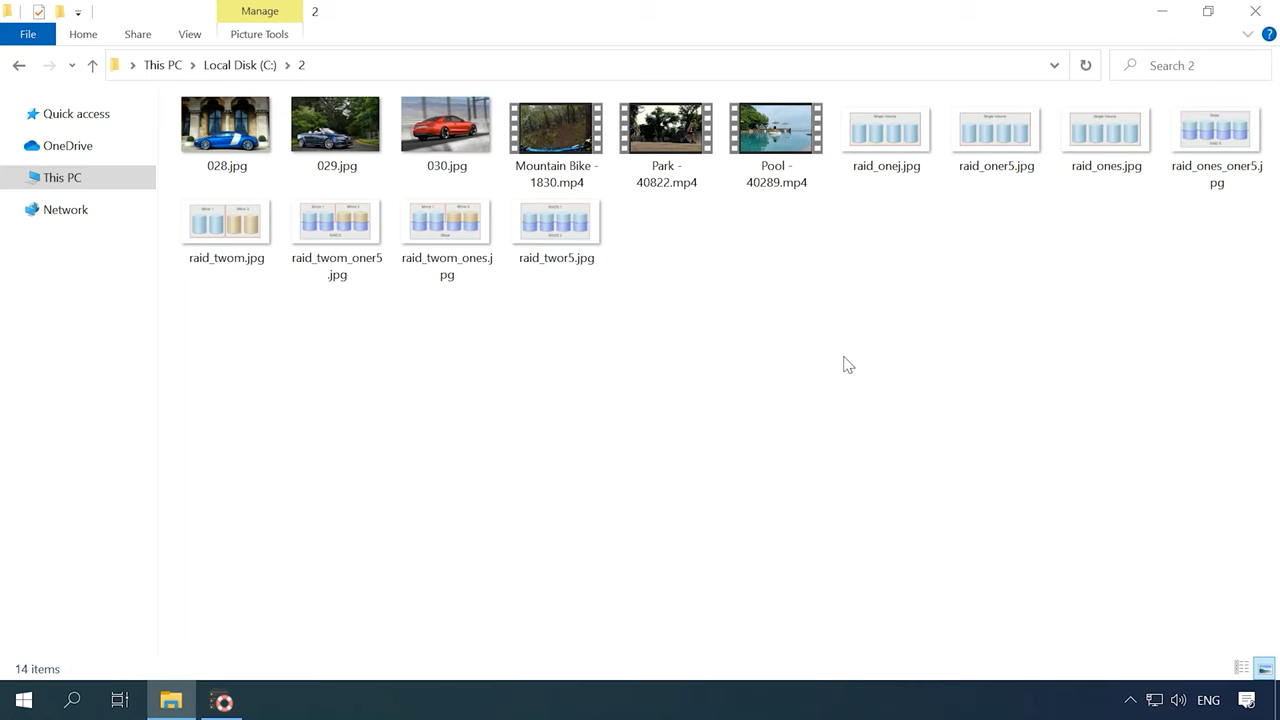 Manage
2
File
Home
Share
View
Picture Tools
This PC
Local Disk (C:)
2
Search 2
Quick access
OneDrive
This PC
Network
028.jpg
029.jpg
030.jpg
Mountain Bike -
1830.mp4
Park -
40822.mp4
Pool -
40289.mp4
raid_onej.jpg
raid_oner5.jpg
raid_ones.jpg
raid_ones_oner5.j
pg
raid_twom.jpg
raid_twom_oner5
.jpg
raid_twom_ones.j
pg
raid_twor5.jpg
14 items
ENG